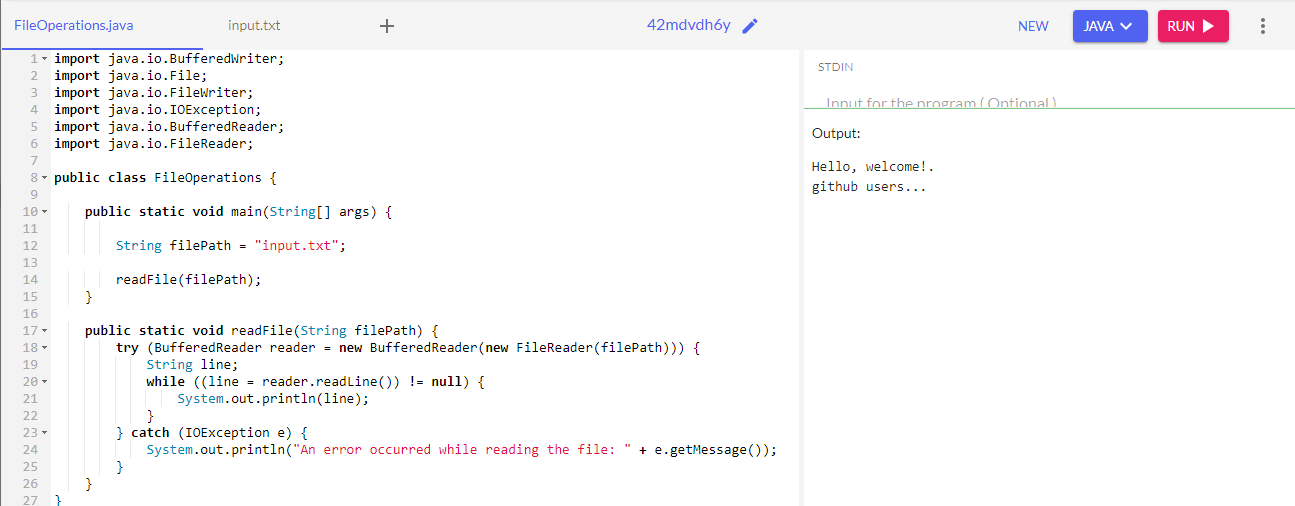 FileOperations.java input.txt + 42mdvdh6y NEW JAVA RUN
1 import java.io.BufferedWriter;
2 import java.io.File;
3 import java.io.FileWriter;
4 import java.io.IOException;
5 import java.io.BufferedReader;
6 import java.io.FileReader;
7
8 public class FileOperations {
9
10 public static void main(String[] args) {
11
12 String filePath = "input.txt";
13
14 readFile(filePath);
15 }
16
17 public static void readFile(String filePath) {
18 try (BufferedReader reader = new BufferedReader(new FileReader(filePath))) {
19 String line;
20 while ((line = reader.readLine()) != null) {
21 System.out.println(line);
22 }
23 } catch (IOException e) {
24 System.out.println("An error occurred while reading the file: " + e.getMessage());
25 }
26 }
27 }
STDIN
Input for the program ( Optional )
Output:
Hello, welcome!.
github users...